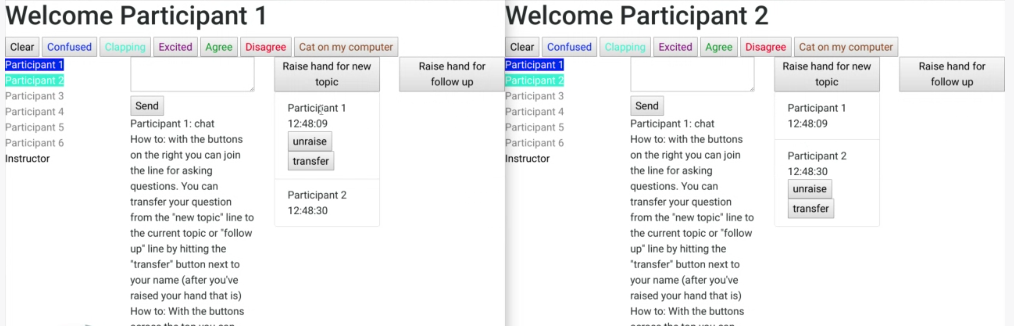 Welcome Participant 1
Clear Confused Clapping Excited Agree Disagree Cat on my computer
Participant 1
Participant 2
Participant 3
Participant 4
Participant 5
Participant 6
Instructor
Send
Participant 1: chat
How to: with the buttons
on the right you can join
the line for asking
questions. You can
transfer your question
from the "new topic" line to
the current topic or "follow
up" line by hitting the
"transfer" button next to
your name (after you've
raised your hand that is)
How to: With the buttons
across the top you can
Raise hand for new
topic
Participant 1
12:48:09
unraise
transfer
Participant 2
12:48:30
Raise hand for
follow up
Welcome Participant 2
Clear Confused Clapping Excited Agree Disagree Cat on my computer
Participant 1
Participant 2
Participant 3
Participant 4
Participant 5
Participant 6
Instructor
Send
Participant 1: chat
How to: with the buttons
on the right you can join
the line for asking
questions. You can
transfer your question
from the "new topic" line to
the current topic or "follow
up" line by hitting the
"transfer" button next to
your name (after you've
raised your hand that is)
How to: With the buttons
across the top you can
Raise hand for new
topic
Participant 1
12:48:09
Participant 2
12:48:30
unraise
transfer
Raise hand for
follow up